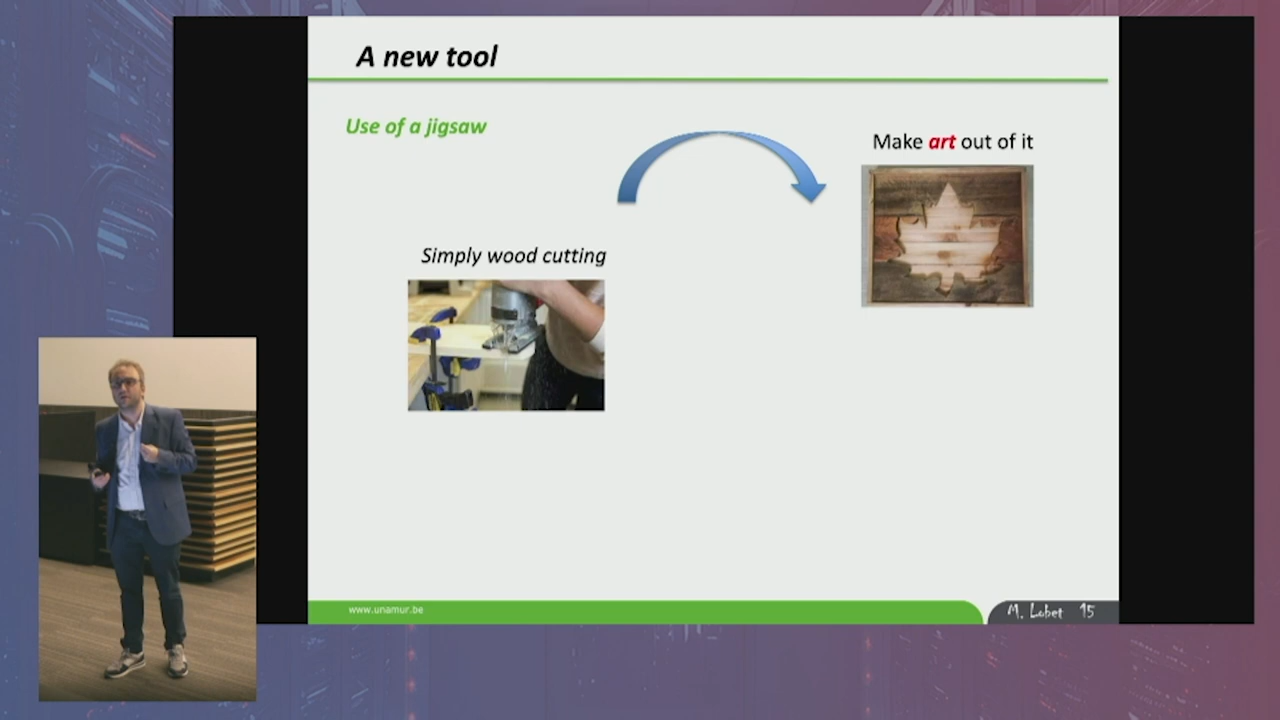 A new tool
Use of a jigsaw
Make art out of it
Simply wood cutting
www.unamur.be
M. Lobet 15